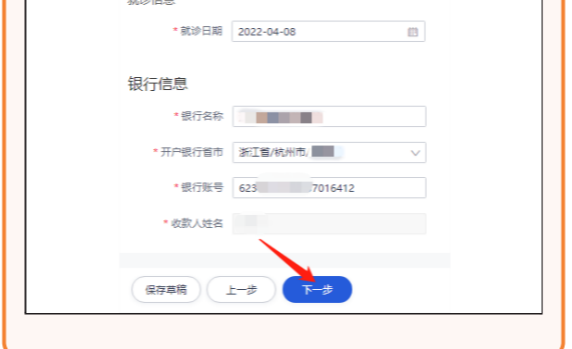 就诊信息
*就诊日期 2022-04-08
银行信息
*银行名称
*开户银行省市 浙江省/杭州市,
*银行账号 623 7016412
*收款人姓名
保存草稿 上一步 下一步